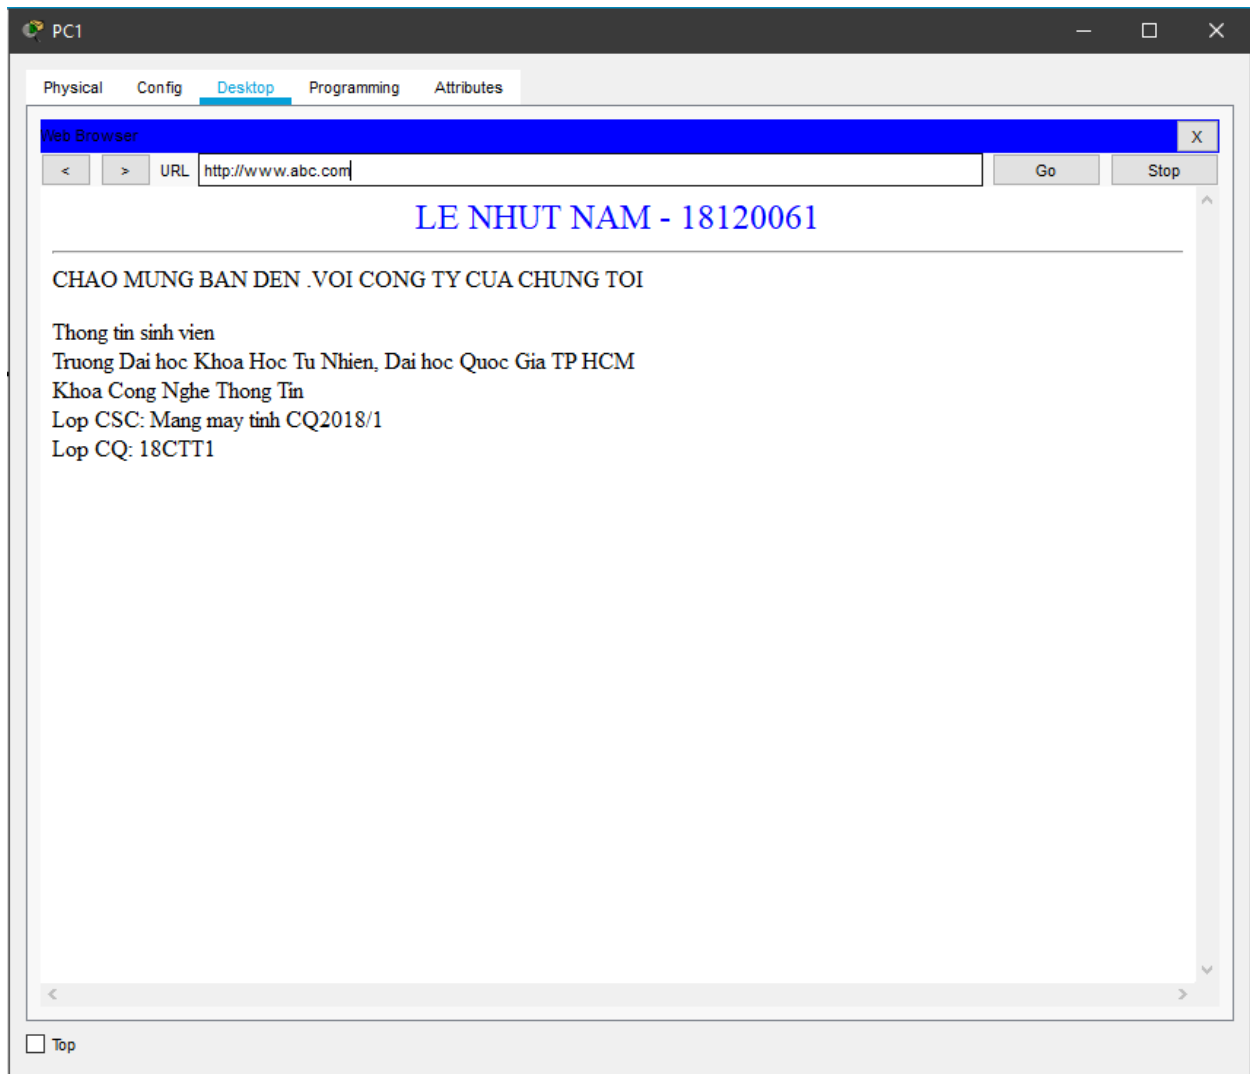 PC1
Physical Config Desktop Programming Attributes
Web Browser X
< > URL http://www.abc.com Go Stop
LE NHUT NAM - 18120061
CHAO MUNG BAN DEN .VOI CONG TY CUA CHUNG TOI
Thong tin sinh vien
Truong Dai hoc Khoa Hoc Tu Nhien, Dai hoc Quoc Gia TP HCM
Khoa Cong Nghe Thong Tin
Lop CSC: Mang may tinh CQ2018/1
Lop CQ: 18CTT1
Top